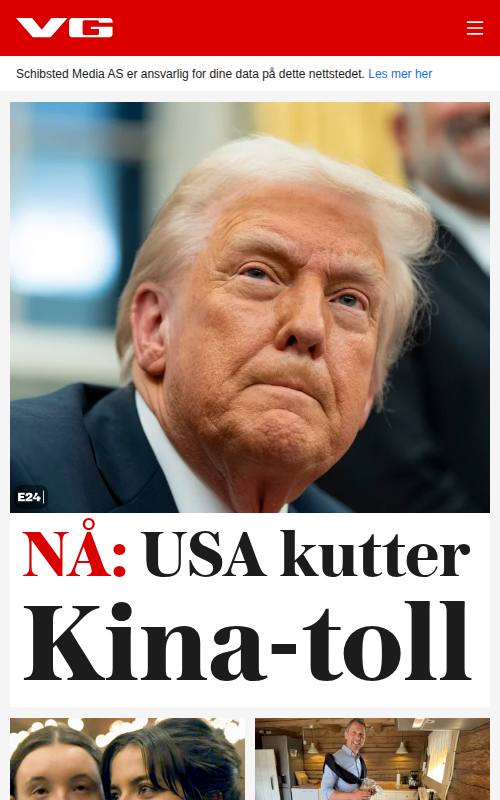 VG
Schibsted Media AS er ansvarlig for dine data på dette nettstedet. Les mer her
E24
NÅ: USA kutter
Kina-toll